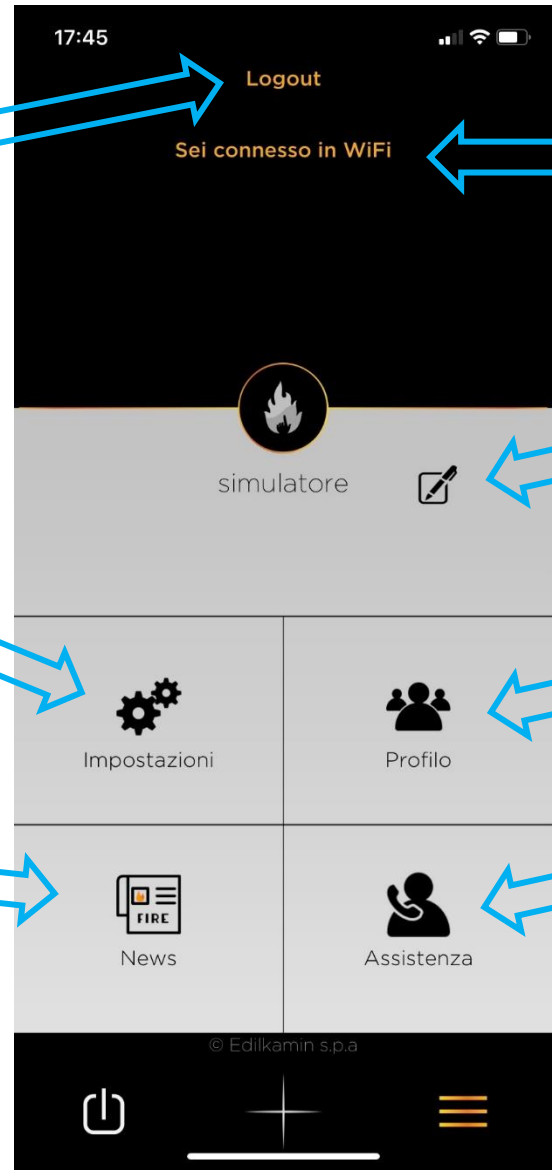 17:45
Logout
Sei connesso in WiFi
simulatore
Impostazioni
Profilo
FIRE
News
Assistenza
© Edilkamin s.p.a